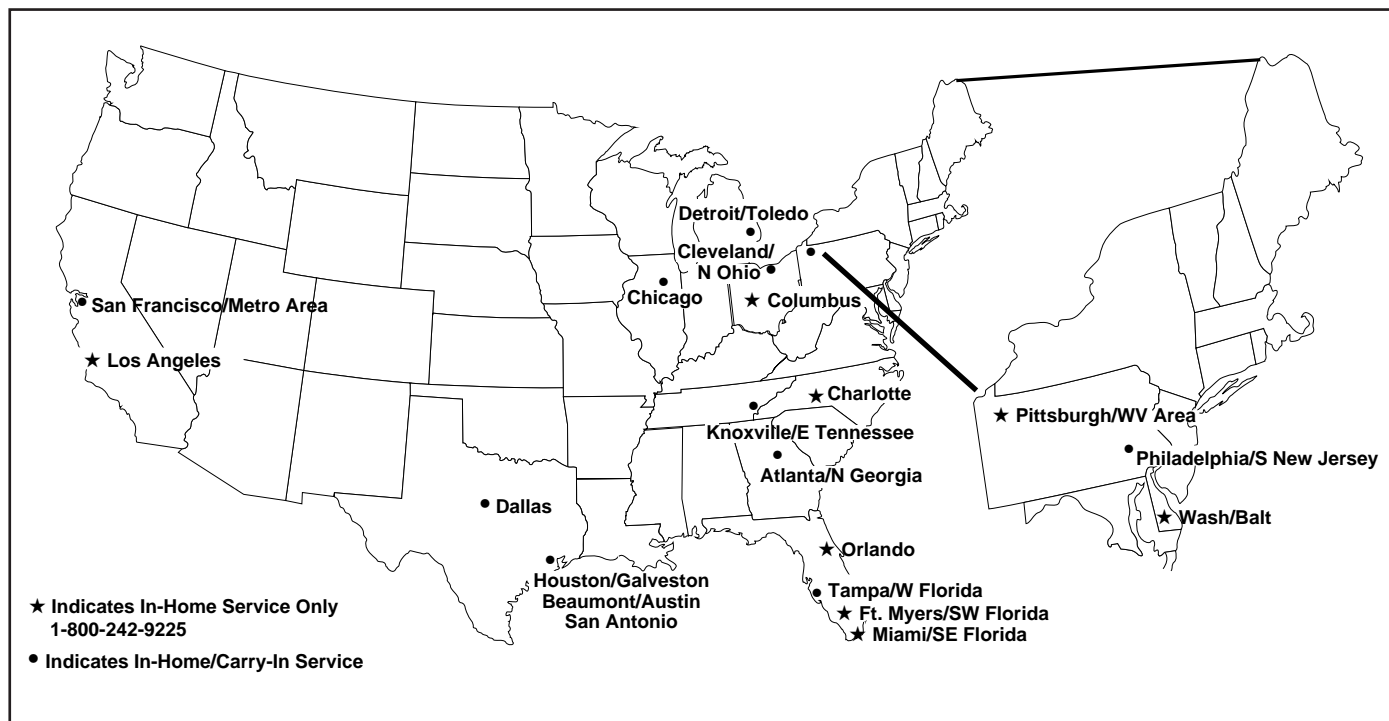 Detroit/Toledo
Cleveland/
N Ohio
Chicago
Columbus
San Francisco/Metro Area
Los Angeles
Charlotte
Knoxville/E Tennessee
Atlanta/N Georgia
Pittsburgh/WV Area
Philadelphia/S New Jersey
Wash/Balt
Dallas
Orlando
Houston/Galveston
Beaumont/Austin
San Antonio
Tampa/W Florida
Ft. Myers/SW Florida
Miami/SE Florida
★ Indicates In-Home Service Only
1-800-242-9225
• Indicates In-Home/Carry-In Service